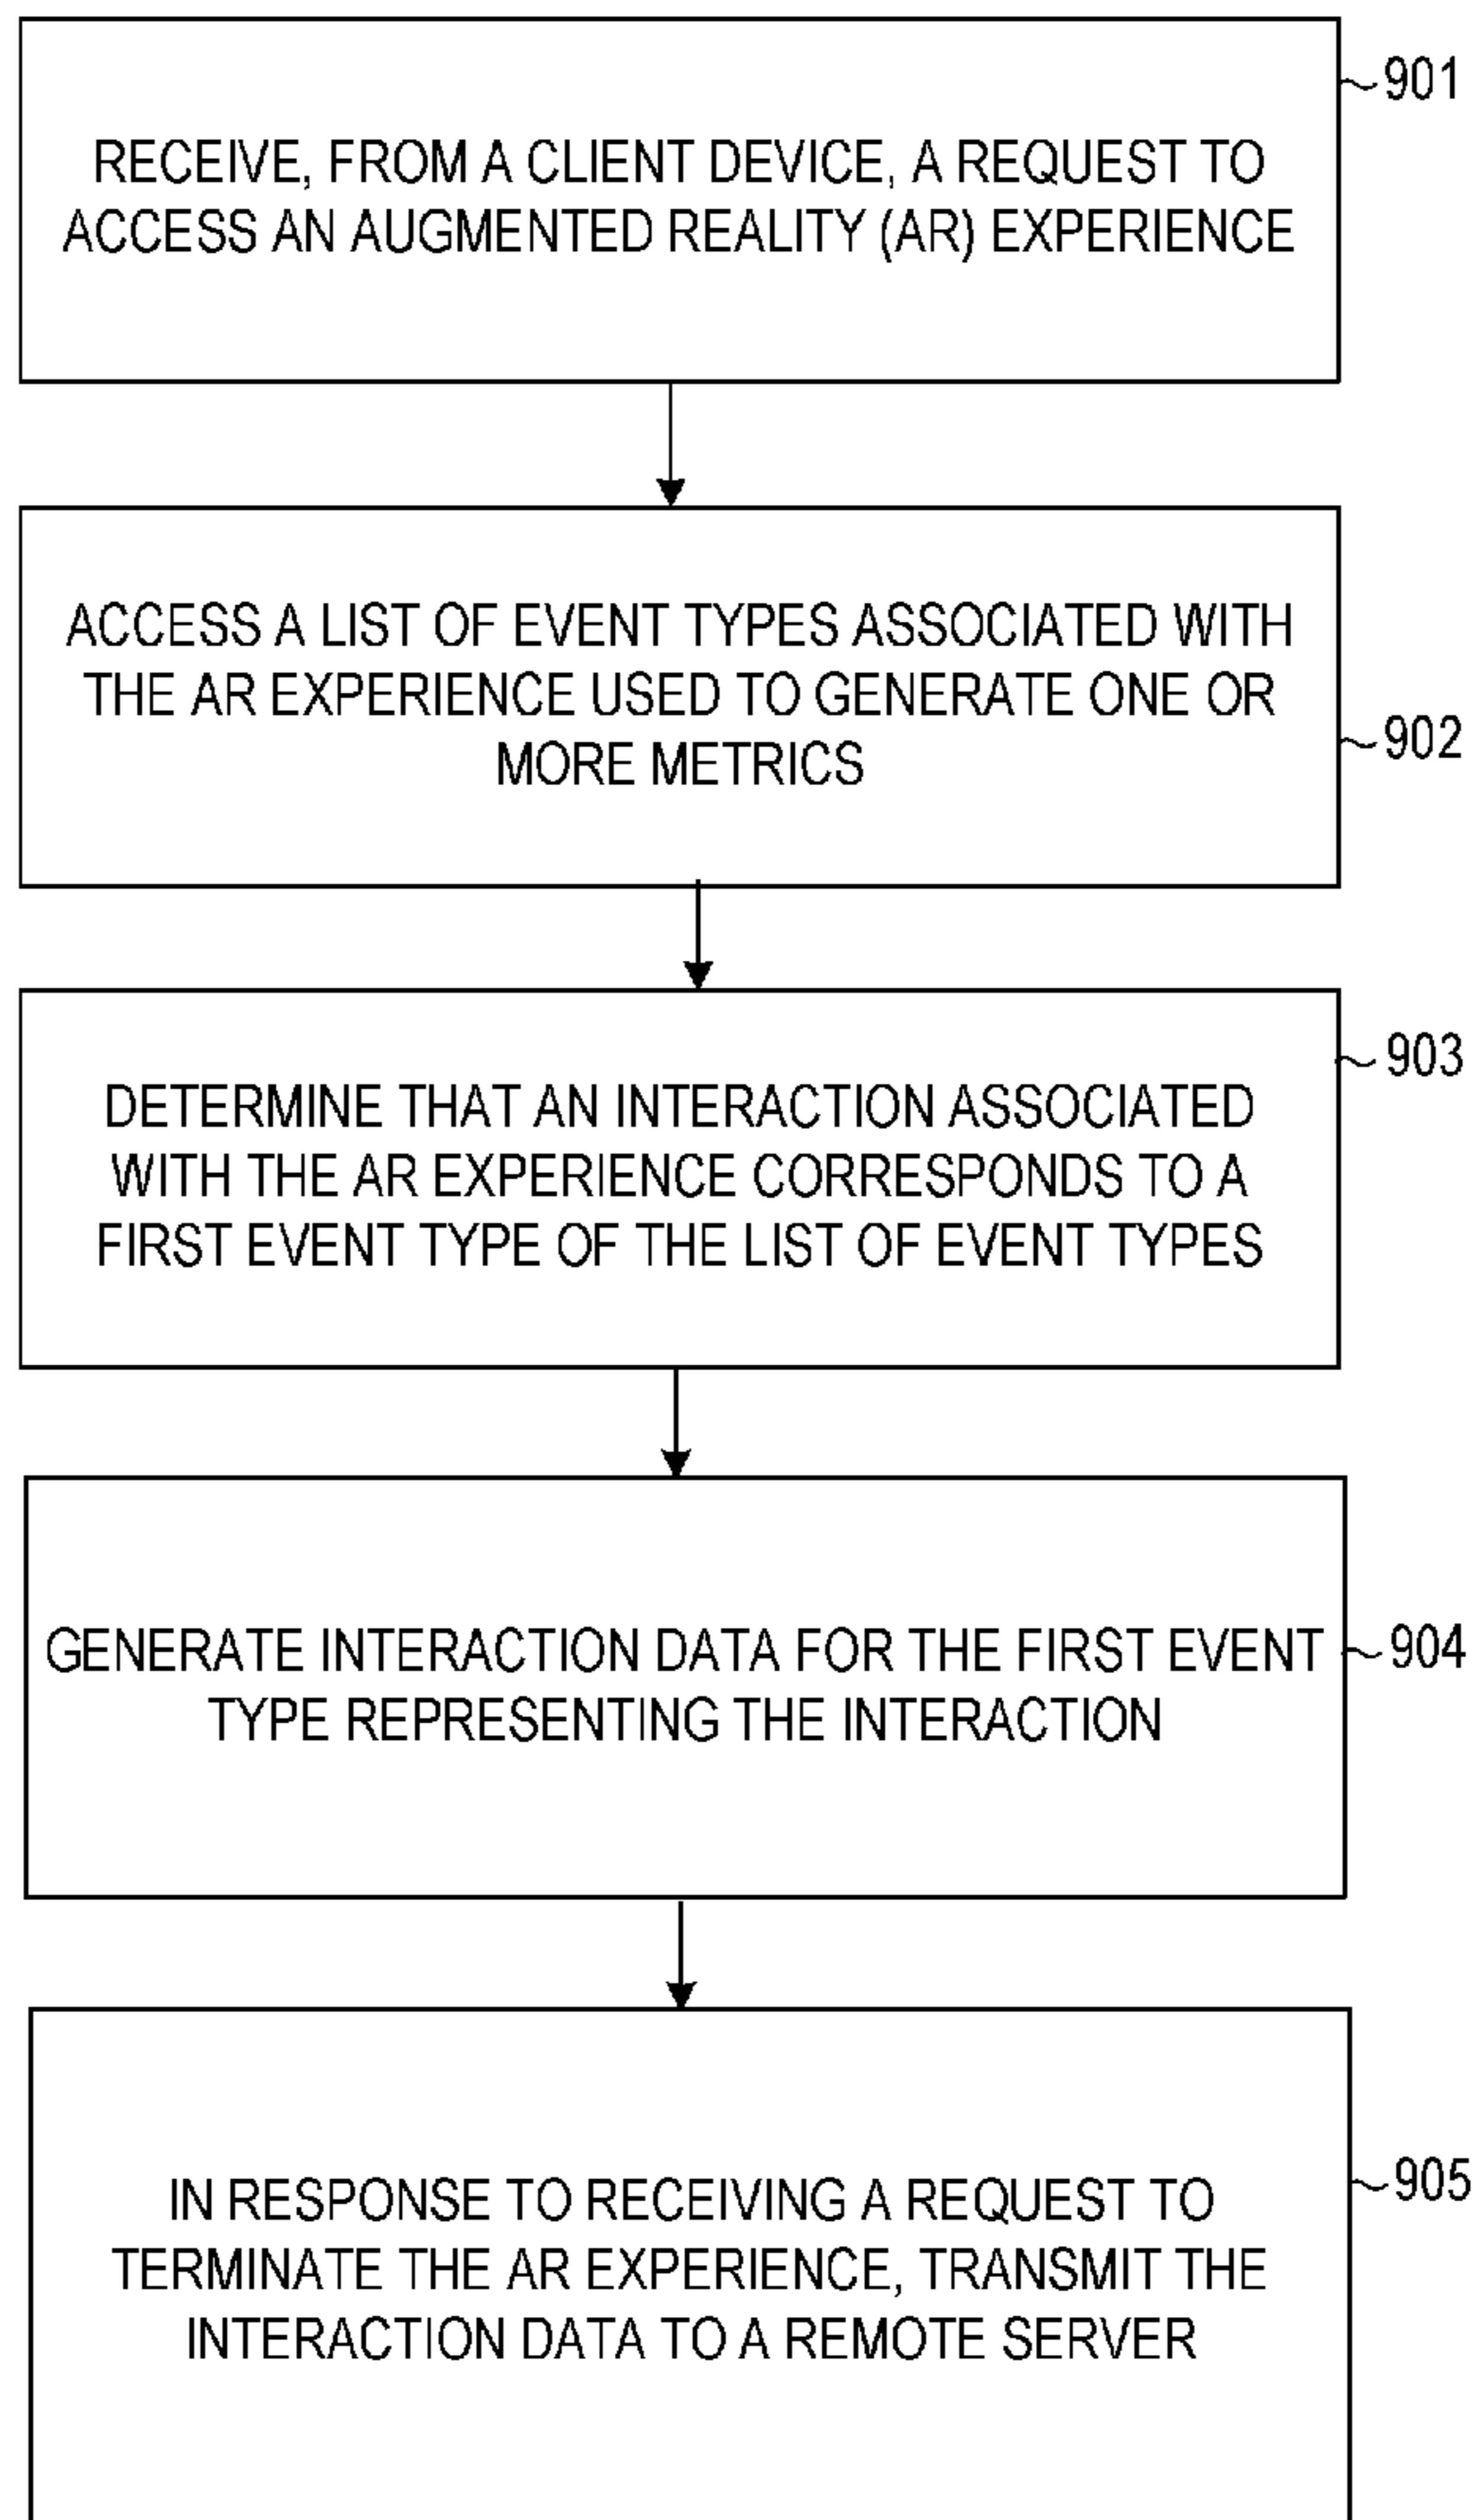 901
RECEIVE, FROM A CLIENT DEVICE, A REQUEST TO
ACCESS AN AUGMENTED REALITY (AR) EXPERIENCE
ACCESS A LIST OF EVENT TYPES ASSOCIATED WITH
THE AR EXPERIENCE USED TO GENERATE ONE OR
MORE METRICS
902
903
DETERMINE THAT AN INTERACTION ASSOCIATED
WITH THE AR EXPERIENCE CORRESPONDS TO A
FIRST EVENT TYPE OF THE LIST OF EVENT TYPES
GENERATE INTERACTION DATA FOR THE FIRST EVENT
TYPE REPRESENTING THE INTERACTION
904
905
IN RESPONSE TO RECEIVING A REQUEST TO
TERMINATE THE AR EXPERIENCE, TRANSMIT THE
INTERACTION DATA TO A REMOTE SERVER